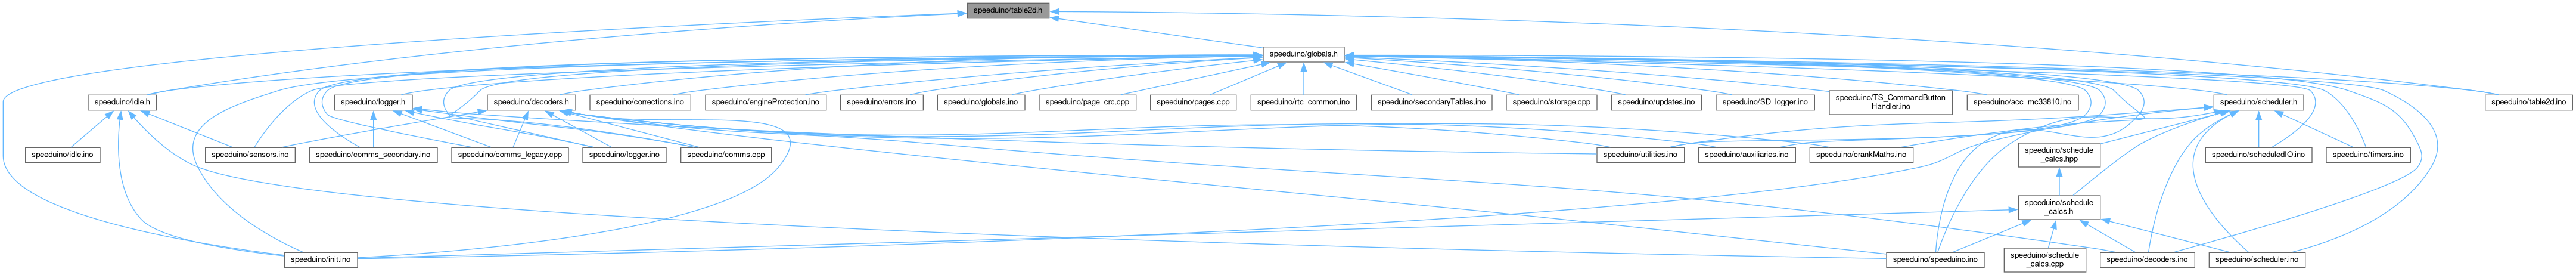 speeduino/table2d.h
speeduino/globals.h
speeduino/idle.h
speeduino/logger.h
speeduino/decoders.h
speeduino/corrections.ino
speeduino/engineProtection.ino
speeduino/errors.ino
speeduino/globals.ino
speeduino/page_crc.cpp
speeduino/pages.cpp
speeduino/rtc_common.ino
speeduino/secondaryTables.ino
speeduino/storage.cpp
speeduino/updates.ino
speeduino/SD_logger.ino
speeduino/TS_CommandButton
Handler.ino
speeduino/acc_mc33810.ino
speeduino/scheduler.h
speeduino/table2d.ino
speeduino/idle.ino
speeduino/sensors.ino
speeduino/comms_secondary.ino
speeduino/comms_legacy.cpp
speeduino/logger.ino
speeduino/comms.cpp
speeduino/utilities.ino
speeduino/auxiliaries.ino
speeduino/crankMaths.ino
speeduino/schedule
_calcs.hpp
speeduino/scheduledIO.ino
speeduino/timers.ino
speeduino/schedule
_calcs.h
speeduino/init.ino
speeduino/speeduino.ino
speeduino/schedule
_calcs.cpp
speeduino/decoders.ino
speeduino/scheduler.ino